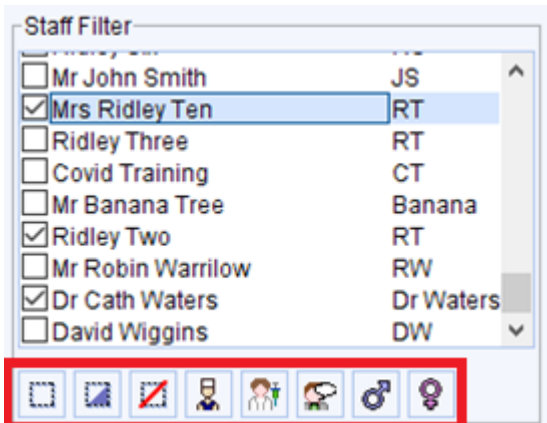 Staff Filter
Mr John Smith JS
Mrs Ridley Ten RT
Ridley Three RT
Covid Training CT
Mr Banana Tree Banana
Ridley Two RT
Mr Robin Warrilow RW
Dr Cath Waters Dr Waters
David Wiggins DW